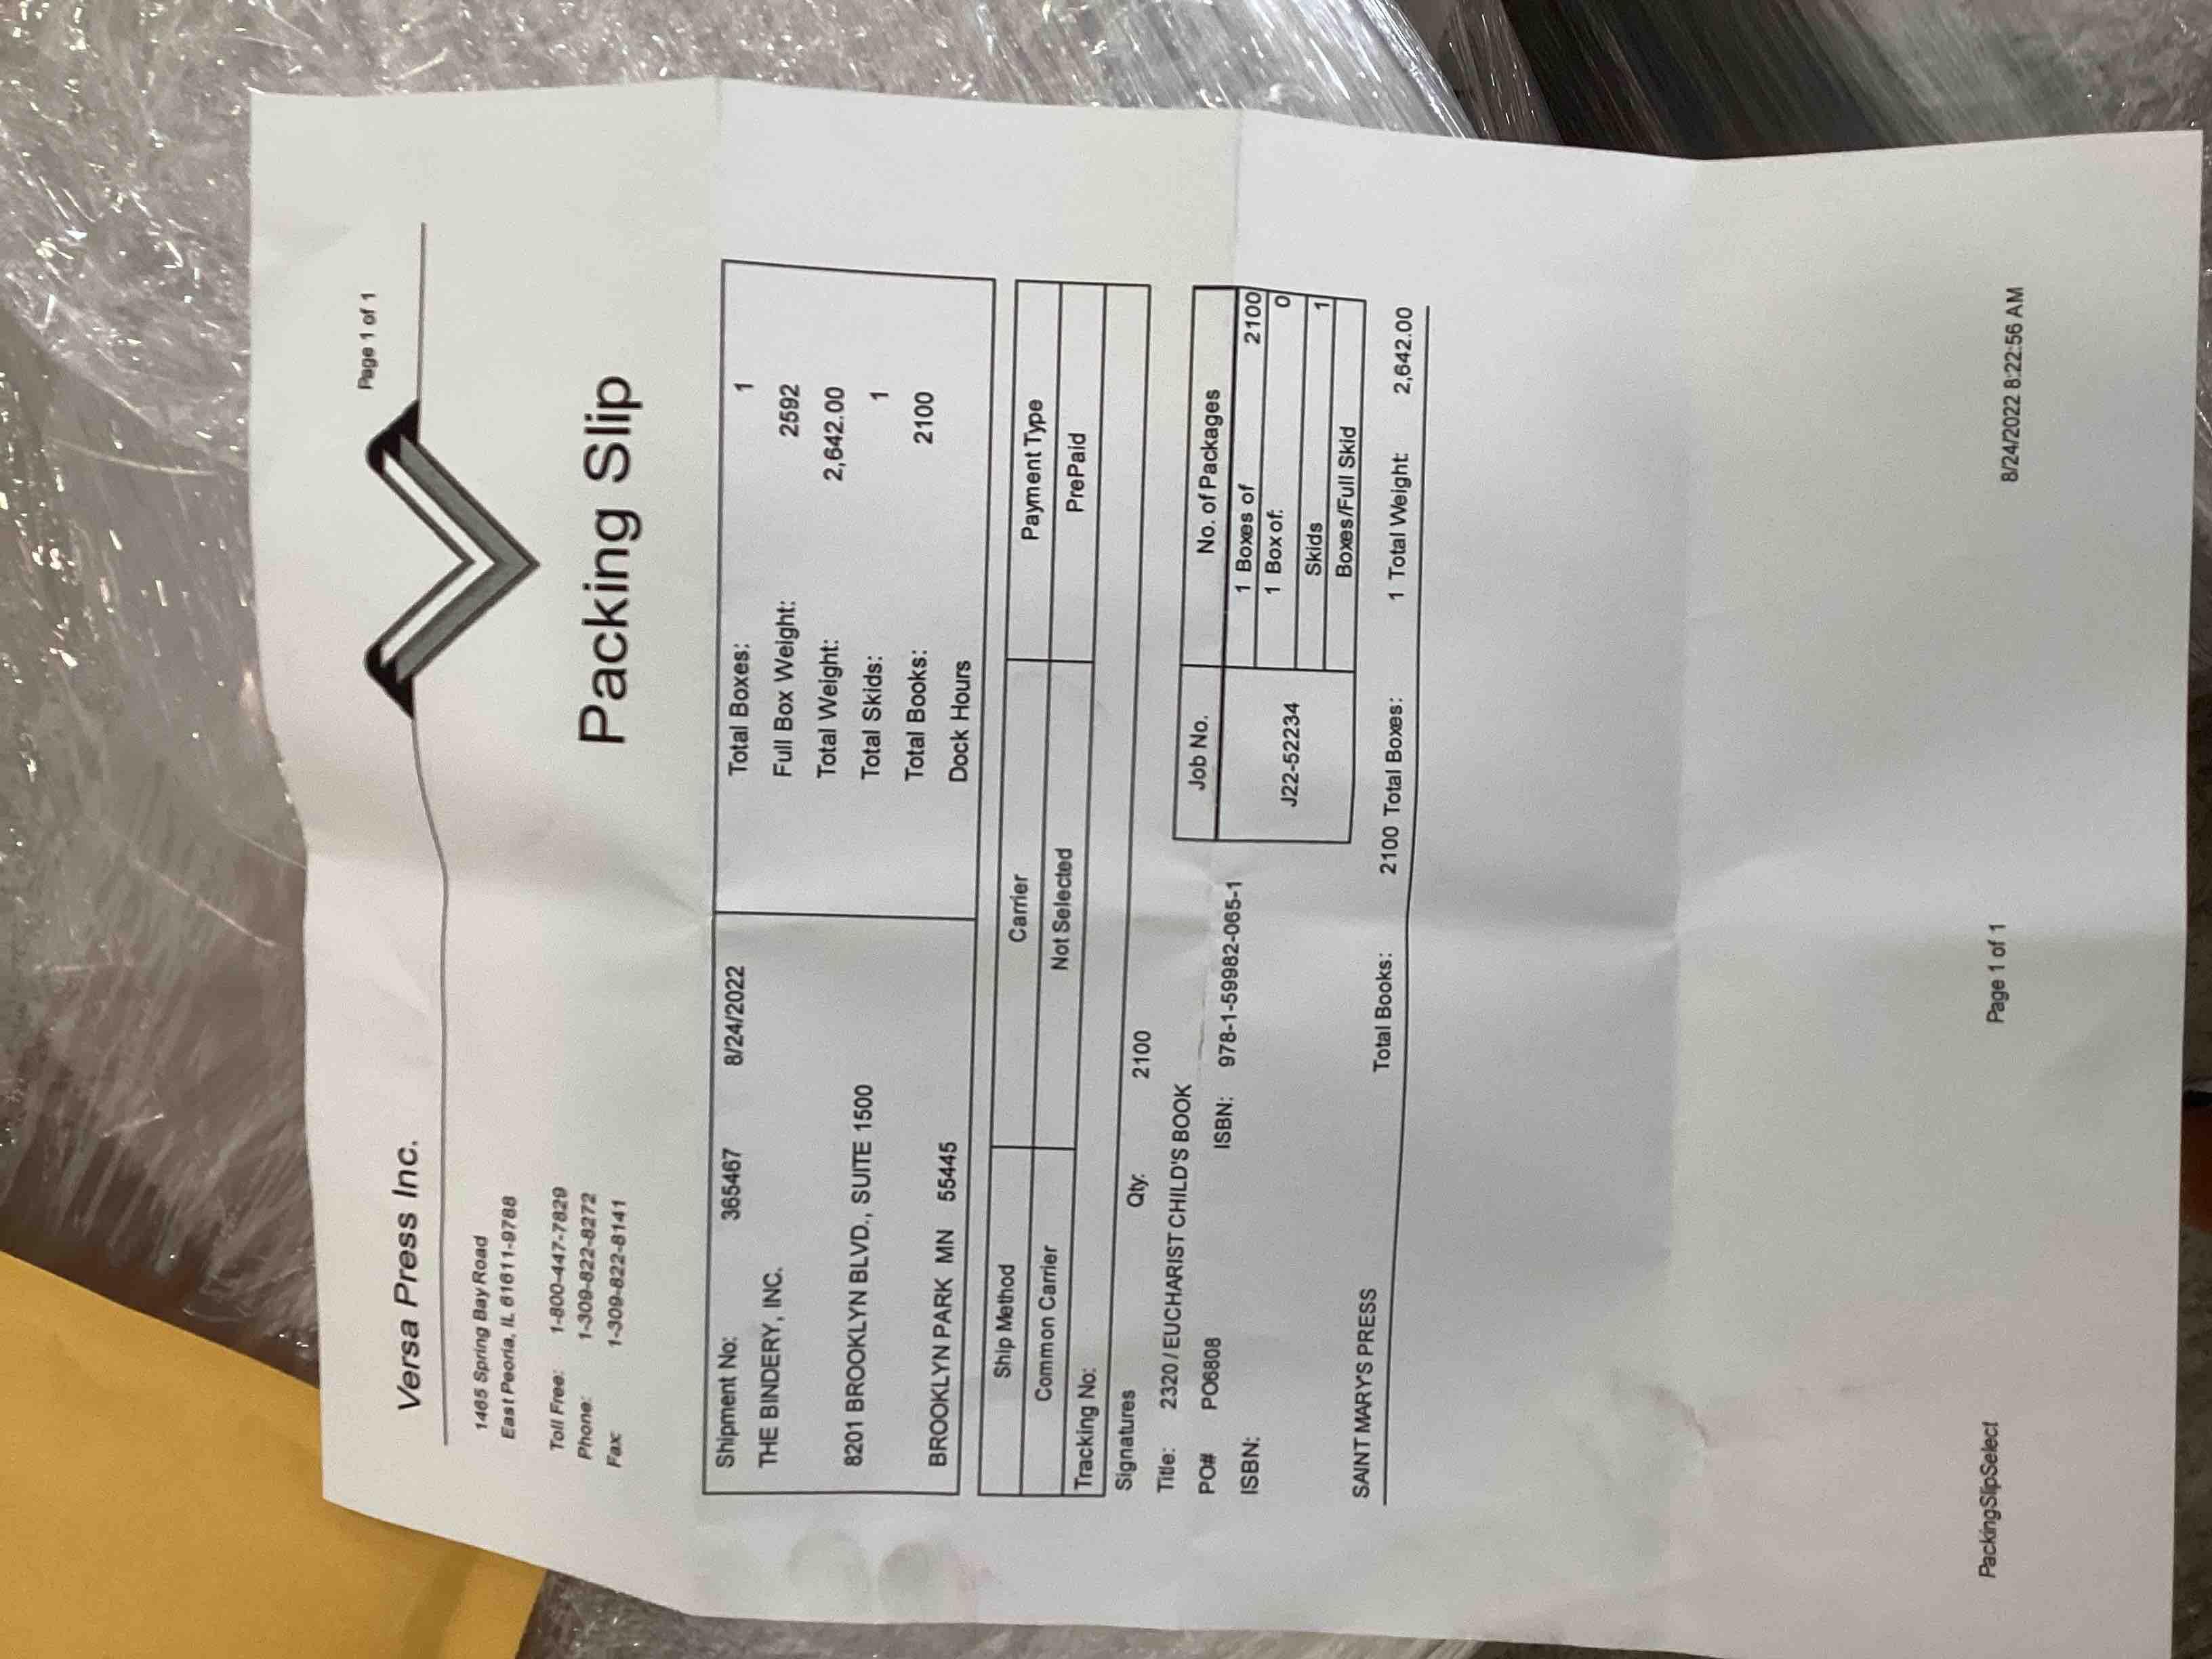 Page 1 of 1
Versa Press Inc.
1465 Spring Bay Road
East Peoria, IL 61611-9788
Toll Free: 1-800-447-7829
Phone: 1-309-822-8272
Fax: 1-309-822-8141
Packing Slip
Shipment No: 365467 8/24/2022
THE BINDERY, INC.
8201 BROOKLYN BLVD., SUITE 1500
BROOKLYN PARK MN 55445
Total Boxes: 1
Full Box Weight: 2592
Total Weight: 2,642.00
Total Skids: 1
Total Books: 2100
Dock Hours
Ship Method Carrier Payment Type
Common Carrier Not Selected PrePaid
Tracking No:
Signatures Qty: 2100
Title: 2320 / EUCHARIST CHILD'S BOOK
PO# PO6808
ISBN: ISBN: 978-1-59982-065-1
Job No. No. of Packages
J22-52234
1 Boxes of 2100
1 Box of: 0
Skids 1
Boxes/Full Skid
SAINT MARY'S PRESS Total Books: 2100 Total Boxes: 1 Total Weight: 2,642.00
PackingSlipSelect Page 1 of 1 8/24/2022 8:22:56 AM